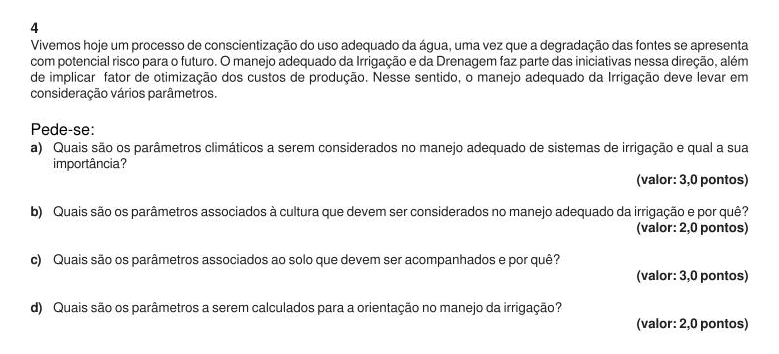 4
Vivemos hoje um processo de conscientização do uso adequado da água, uma vez que a degradação das fontes se apresenta
com potencial risco para o futuro. O manejo adequado da Irrigação e da Drenagem faz parte das iniciativas nessa direção, além
de implicar fator de otimização dos custos de produção. Nesse sentido, o manejo adequado da Irrigação deve levar em
consideração vários parâmetros.
Pede-se:
a) Quais são os parâmetros climáticos a serem considerados no manejo adequado de sistemas de irrigação e qual a sua
importância?
(valor: 3,0 pontos)
b) Quais são os parâmetros associados à cultura que devem ser considerados no manejo adequado da irrigação e por quê?
(valor: 2,0 pontos)
c) Quais são os parâmetros associados ao solo que devem ser acompanhados e por quê?
(valor: 3,0 pontos)
d) Quais são os parâmetros a serem calculados para a orientação no manejo da irrigação?
(valor: 2,0 pontos)